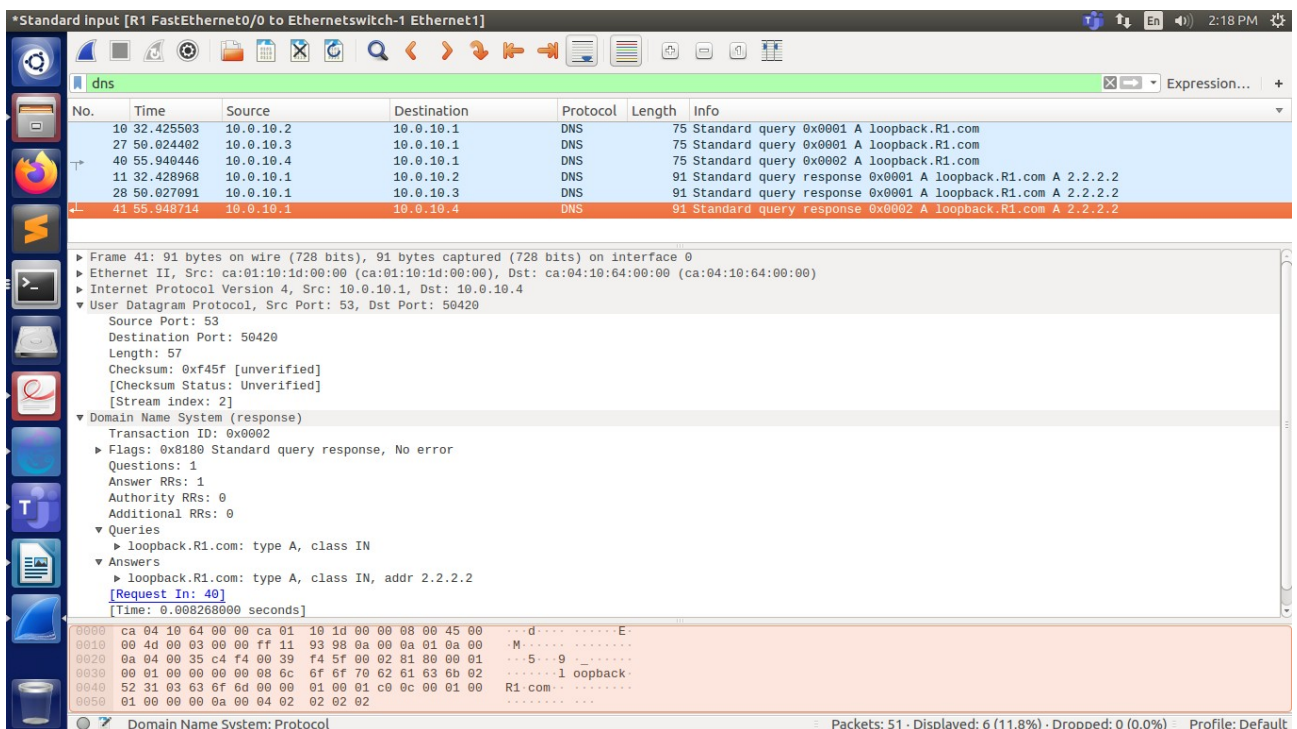 *Standard input [R1 FastEthernet0/0 to Ethernetswitch-1 Ethernet1] En 2:18 PM
dns Expression... +
No. Time Source Destination Protocol Length Info
10 32.425503 10.0.10.2 10.0.10.1 DNS 75 Standard query 0x0001 A loopback.R1.com
27 50.024402 10.0.10.3 10.0.10.1 DNS 75 Standard query 0x0001 A loopback.R1.com
40 55.940446 10.0.10.4 10.0.10.1 DNS 75 Standard query 0x0002 A loopback.R1.com
11 32.428968 10.0.10.1 10.0.10.2 DNS 91 Standard query response 0x0001 A loopback.R1.com A 2.2.2.2
28 50.027091 10.0.10.1 10.0.10.3 DNS 91 Standard query response 0x0001 A loopback.R1.com A 2.2.2.2
41 55.948714 10.0.10.1 10.0.10.4 DNS 91 Standard query response 0x0002 A loopback.R1.com A 2.2.2.2
Frame 41: 91 bytes on wire (728 bits), 91 bytes captured (728 bits) on interface 0
Ethernet II, Src: ca:01:10:1d:00:00 (ca:01:10:1d:00:00), Dst: ca:04:10:64:00:00 (ca:04:10:64:00:00)
Internet Protocol Version 4, Src: 10.0.10.1, Dst: 10.0.10.4
User Datagram Protocol, Src Port: 53, Dst Port: 50420
Source Port: 53
Destination Port: 50420
Length: 57
Checksum: 0xf45f [unverified]
[Checksum Status: Unverified]
[Stream index: 2]
Domain Name System (response)
Transaction ID: 0x0002
Flags: 0x8180 Standard query response, No error
Questions: 1
Answer RRs: 1
Authority RRs: 0
Additional RRs: 0
Queries
loopback.R1.com: type A, class IN
Answers
loopback.R1.com: type A, class IN, addr 2.2.2.2
[Request In: 40]
[Time: 0.008268000 seconds]
0000 ca 04 10 64 00 00 ca 01 10 1d 00 00 08 00 45 00 ···d···· ······E·
0010 00 4d 00 03 00 00 ff 11 93 98 0a 00 0a 01 0a 00 ·M······ ········
0020 0a 04 00 35 c4 f4 00 39 f4 5f 00 02 81 80 00 01 ···5···9 ·_······
0030 00 01 00 00 00 00 08 6c 6f 6f 70 62 61 63 6b 02 ·······l oopback·
0040 52 31 03 63 6f 6d 00 00 01 00 01 c0 0c 00 01 00 R1·com·· ········
0050 01 00 00 00 0a 00 04 02 02 02 02 ········ ···
Domain Name System: Protocol Packets: 51 · Displayed: 6 (11.8%) · Dropped: 0 (0.0%) Profile: Default